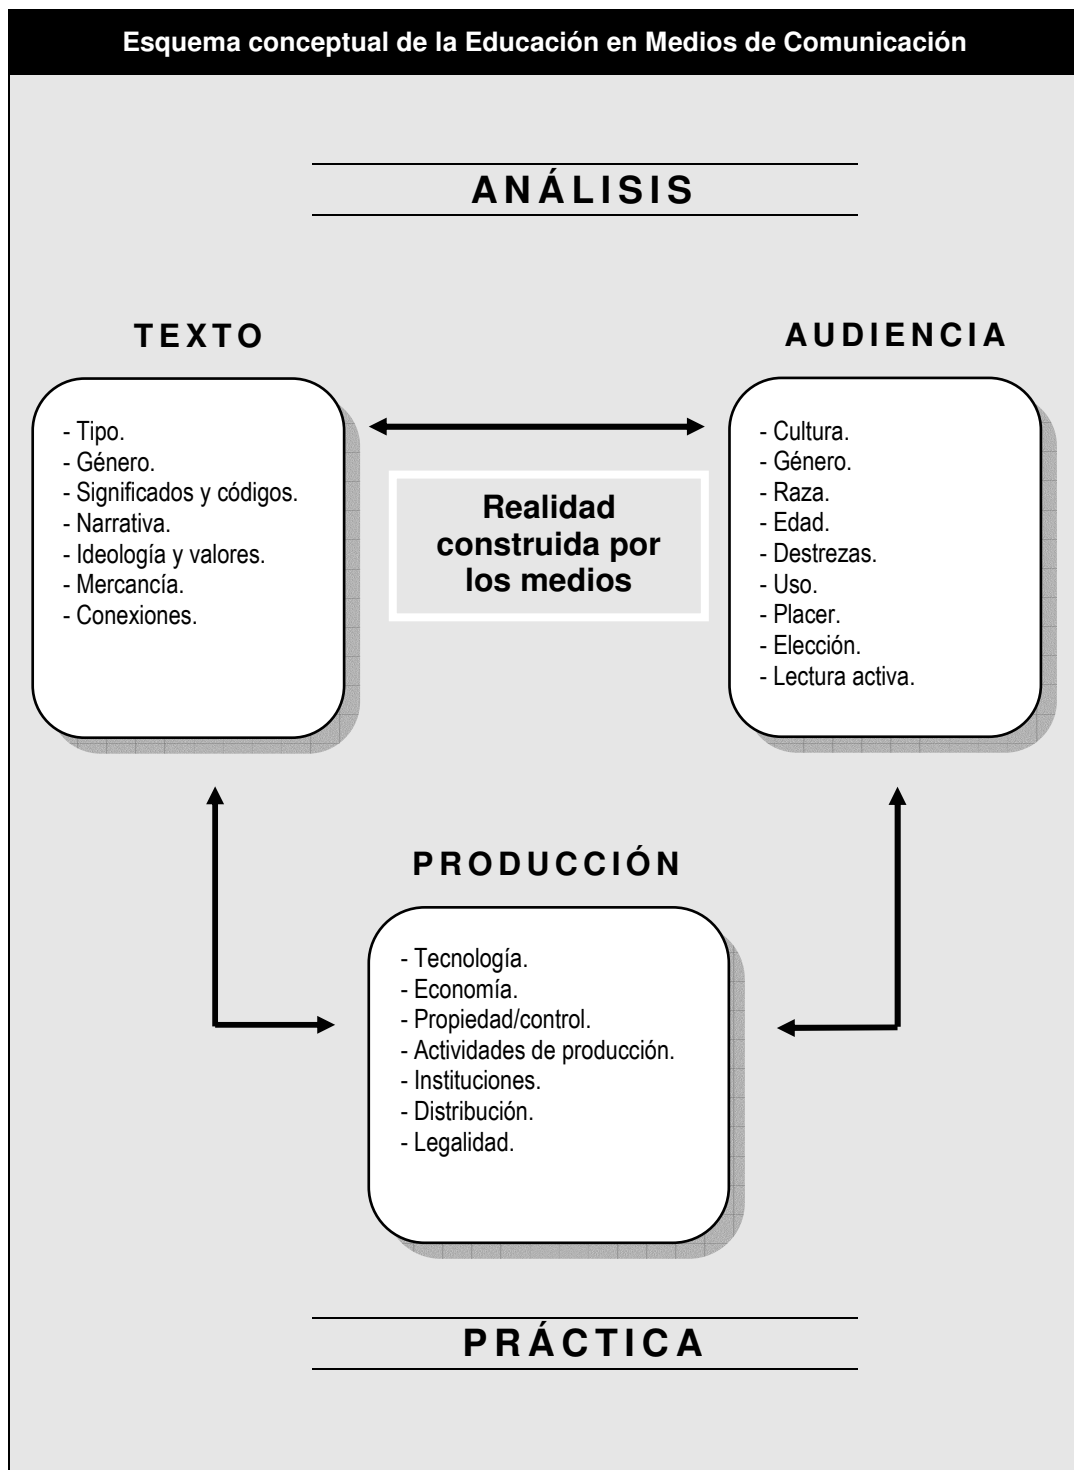 Esquema conceptual de la Educación en Medios de Comunicación
ANÁLISIS
TEXTO
- Tipo.
- Género.
- Significados y códigos.
- Narrativa.
- Ideología y valores.
- Mercancía.
- Conexiones.
Realidad
construida por
los medios
AUDIENCIA
- Cultura.
- Género.
- Raza.
- Edad.
- Destrezas.
- Uso.
- Placer.
- Elección.
- Lectura activa.
PRODUCCIÓN
- Tecnología.
- Economía.
- Propiedad/control.
- Actividades de producción.
- Instituciones.
- Distribución.
- Legalidad.
PRÁCTICA